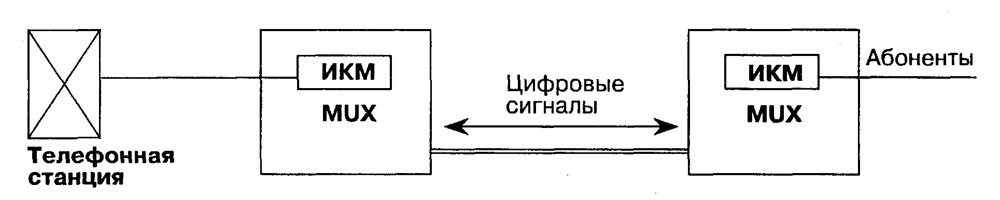 Телефонная
станция
ИКМ
MUX
Цифровые
сигналы
ИКМ
MUX
Абоненты